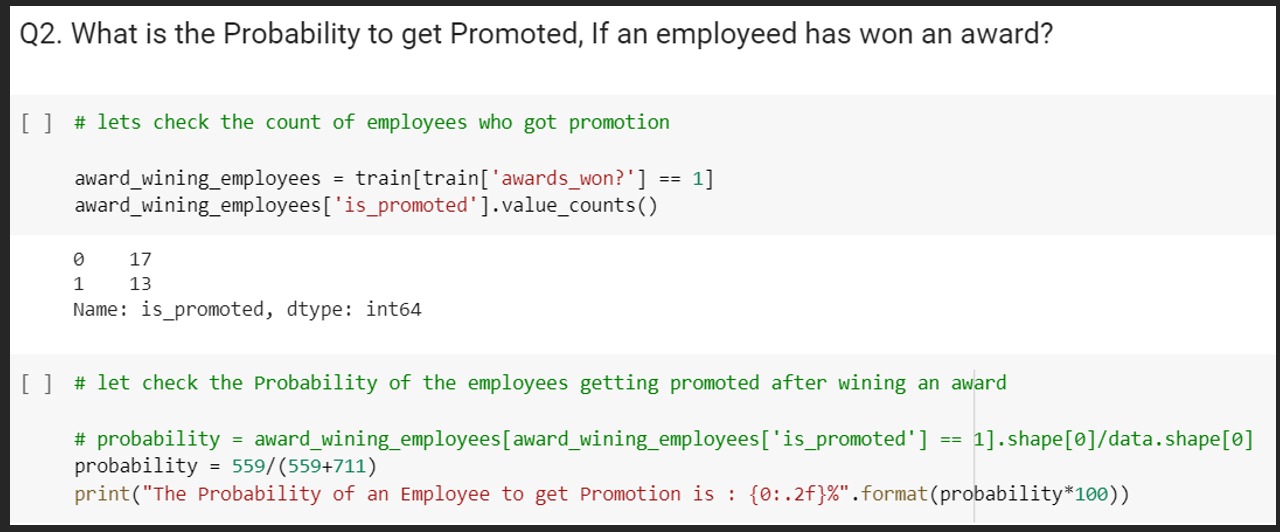 Q2. What is the Probability to get Promoted, If an employeed has won an award?
[ ] # lets check the count of employees who got promotion
award_wining_employees = train[train['awards_won?'] == 1]
award_wining_employees['is_promoted'].value_counts()
0    17
1    13
Name: is_promoted, dtype: int64
[ ] # let check the Probability of the employees getting promoted after wining an award
# probability = award_wining_employees[award_wining_employees['is_promoted'] == 1].shape[0]/data.shape[0]
probability = 559/(559+711)
print("The Probability of an Employee to get Promotion is : {0:.2f}%".format(probability*100))